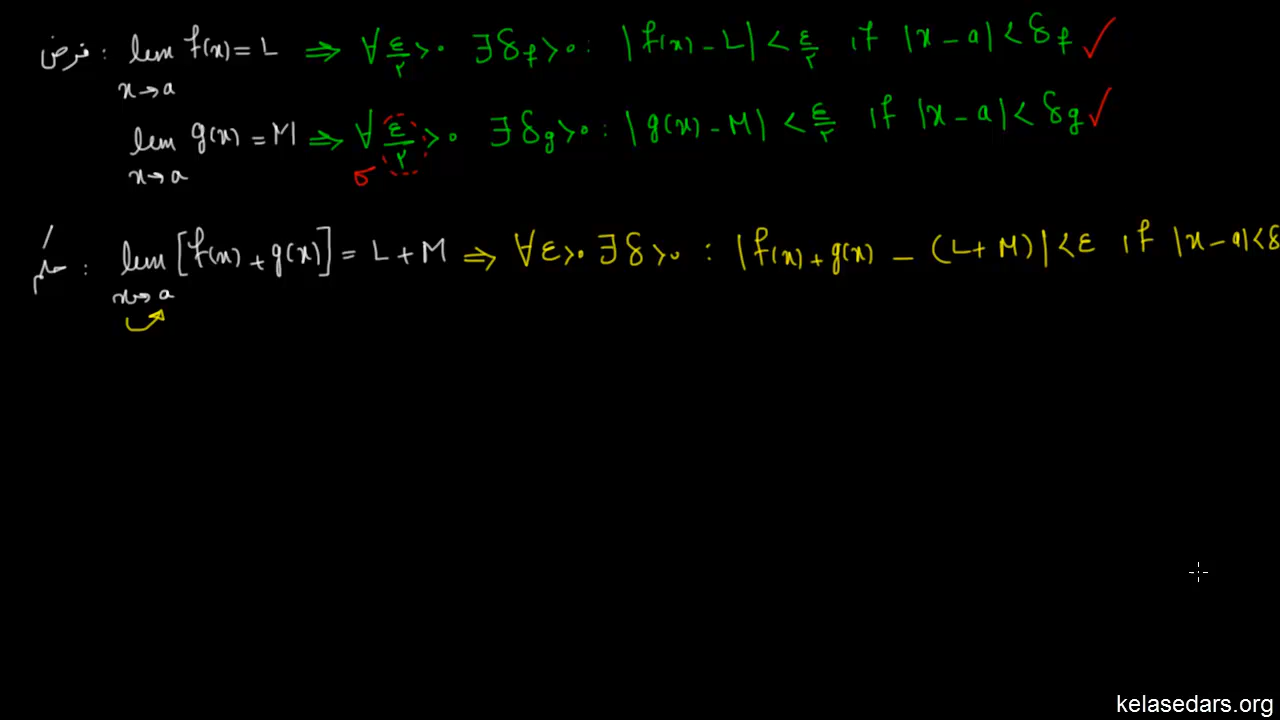 فرض : lim f(x) = L ⇒ ∀ ε/۲ > ۰ ∃ δf > ۰ : |f(x) - L| < ε/۲ if |x - a| < δf ✓
x→a
lim g(x) = M ⇒ ∀ ε/۲ > ۰ ∃ δg > ۰ : |g(x) - M| < ε/۲ if |x - a| < δg ✓
x→a
σ
حکم : lim [f(x) + g(x)] = L + M ⇒ ∀ε>۰ ∃ δ>۰ : |f(x) + g(x) - (L + M)| < ε if |x - a| < δ
x→a
kelasedars.org